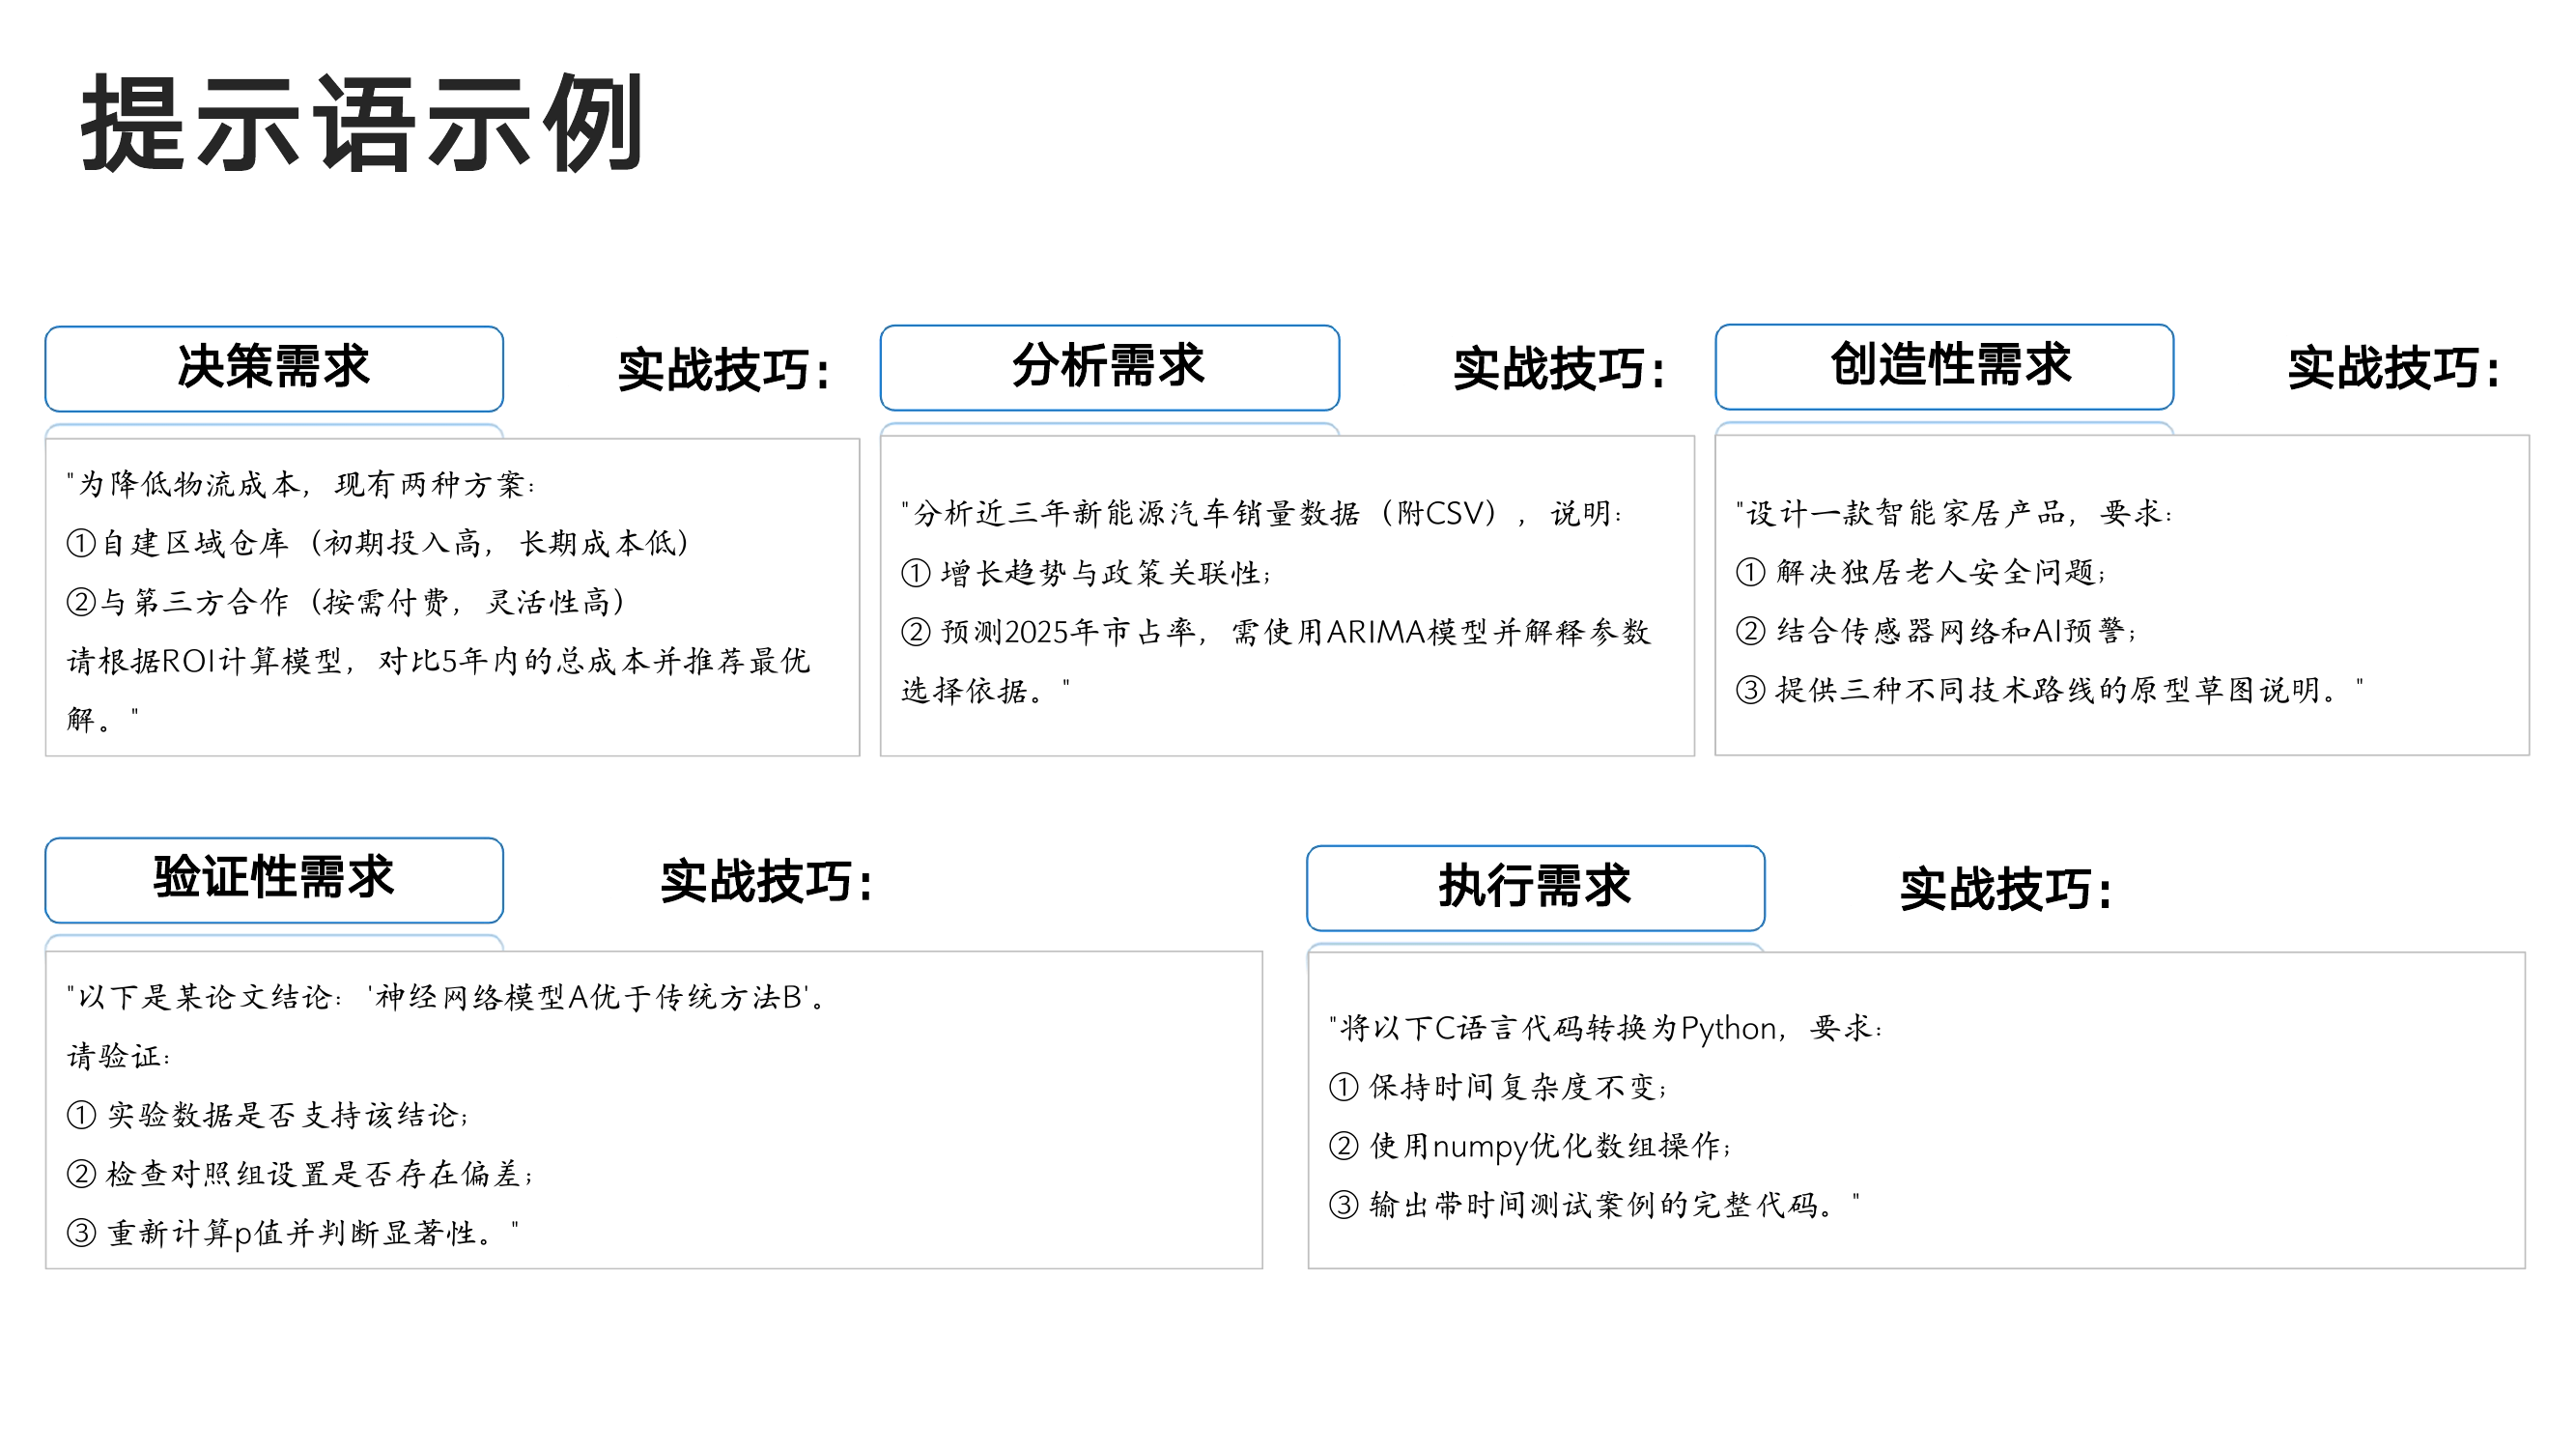 提示语示例
决策需求
实战技巧：
"为降低物流成本，现有两种方案：
①自建区域仓库（初期投入高，长期成本低）
②与第三方合作（按需付费，灵活性高）
请根据ROI计算模型，对比5年内的总成本并推荐最优
解。"
分析需求
实战技巧：
"分析近三年新能源汽车销量数据（附CSV），说明：
① 增长趋势与政策关联性；
② 预测2025年市占率，需使用ARIMA模型并解释参数
选择依据。"
创造性需求
实战技巧：
"设计一款智能家居产品，要求：
① 解决独居老人安全问题；
② 结合传感器网络和AI预警；
③ 提供三种不同技术路线的原型草图说明。"
验证性需求
实战技巧：
"以下是某论文结论：'神经网络模型A优于传统方法B'。
请验证：
① 实验数据是否支持该结论；
② 检查对照组设置是否存在偏差；
③ 重新计算p值并判断显著性。"
执行需求
实战技巧：
"将以下C语言代码转换为Python，要求：
① 保持时间复杂度不变；
② 使用numpy优化数组操作；
③ 输出带时间测试案例的完整代码。"